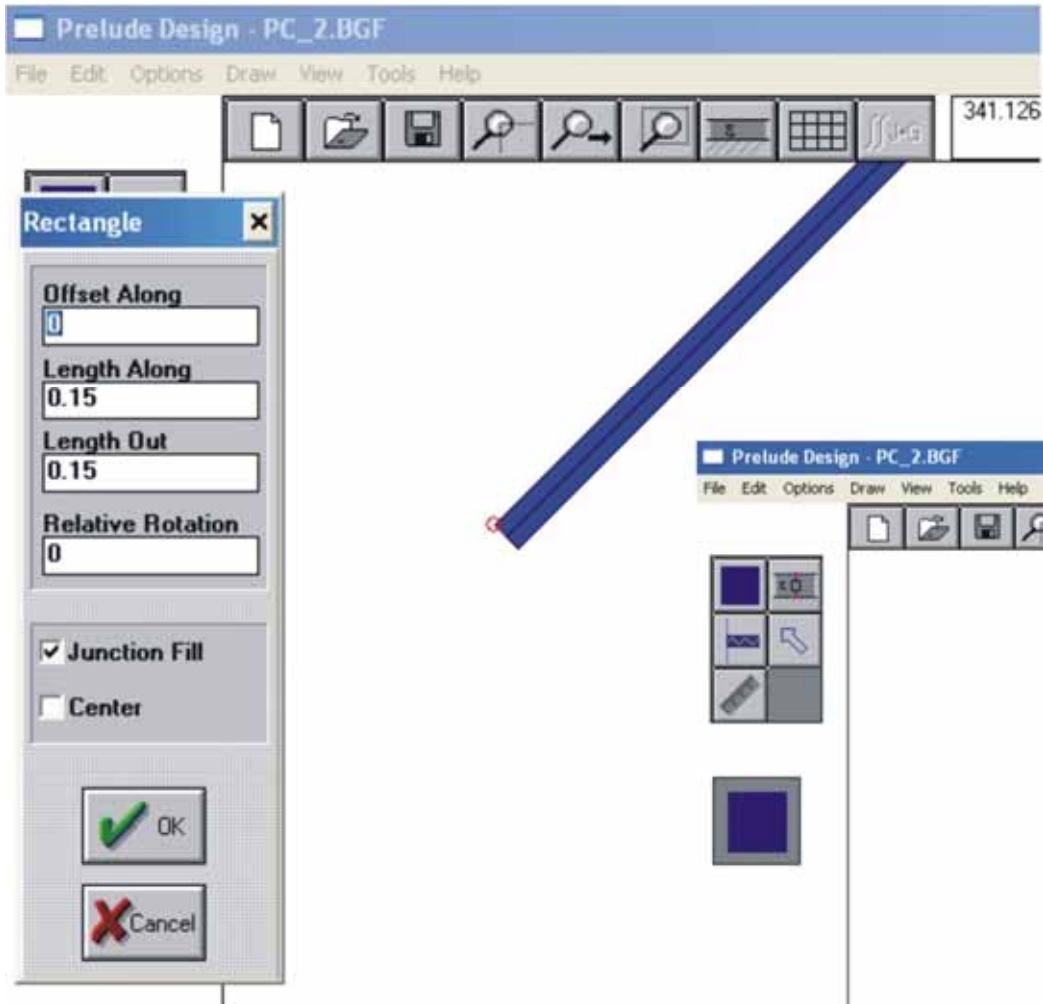 Prelude Design - PC_2.BGF
File Edit Options Draw View Tools Help
341.126
Rectangle
Offset Along
0
Length Along
0.15
Length Out
0.15
Relative Rotation
0
Junction Fill
Center
OK
Cancel
Prelude Design - PC_2.BGF
File Edit Options Draw View Tools Help